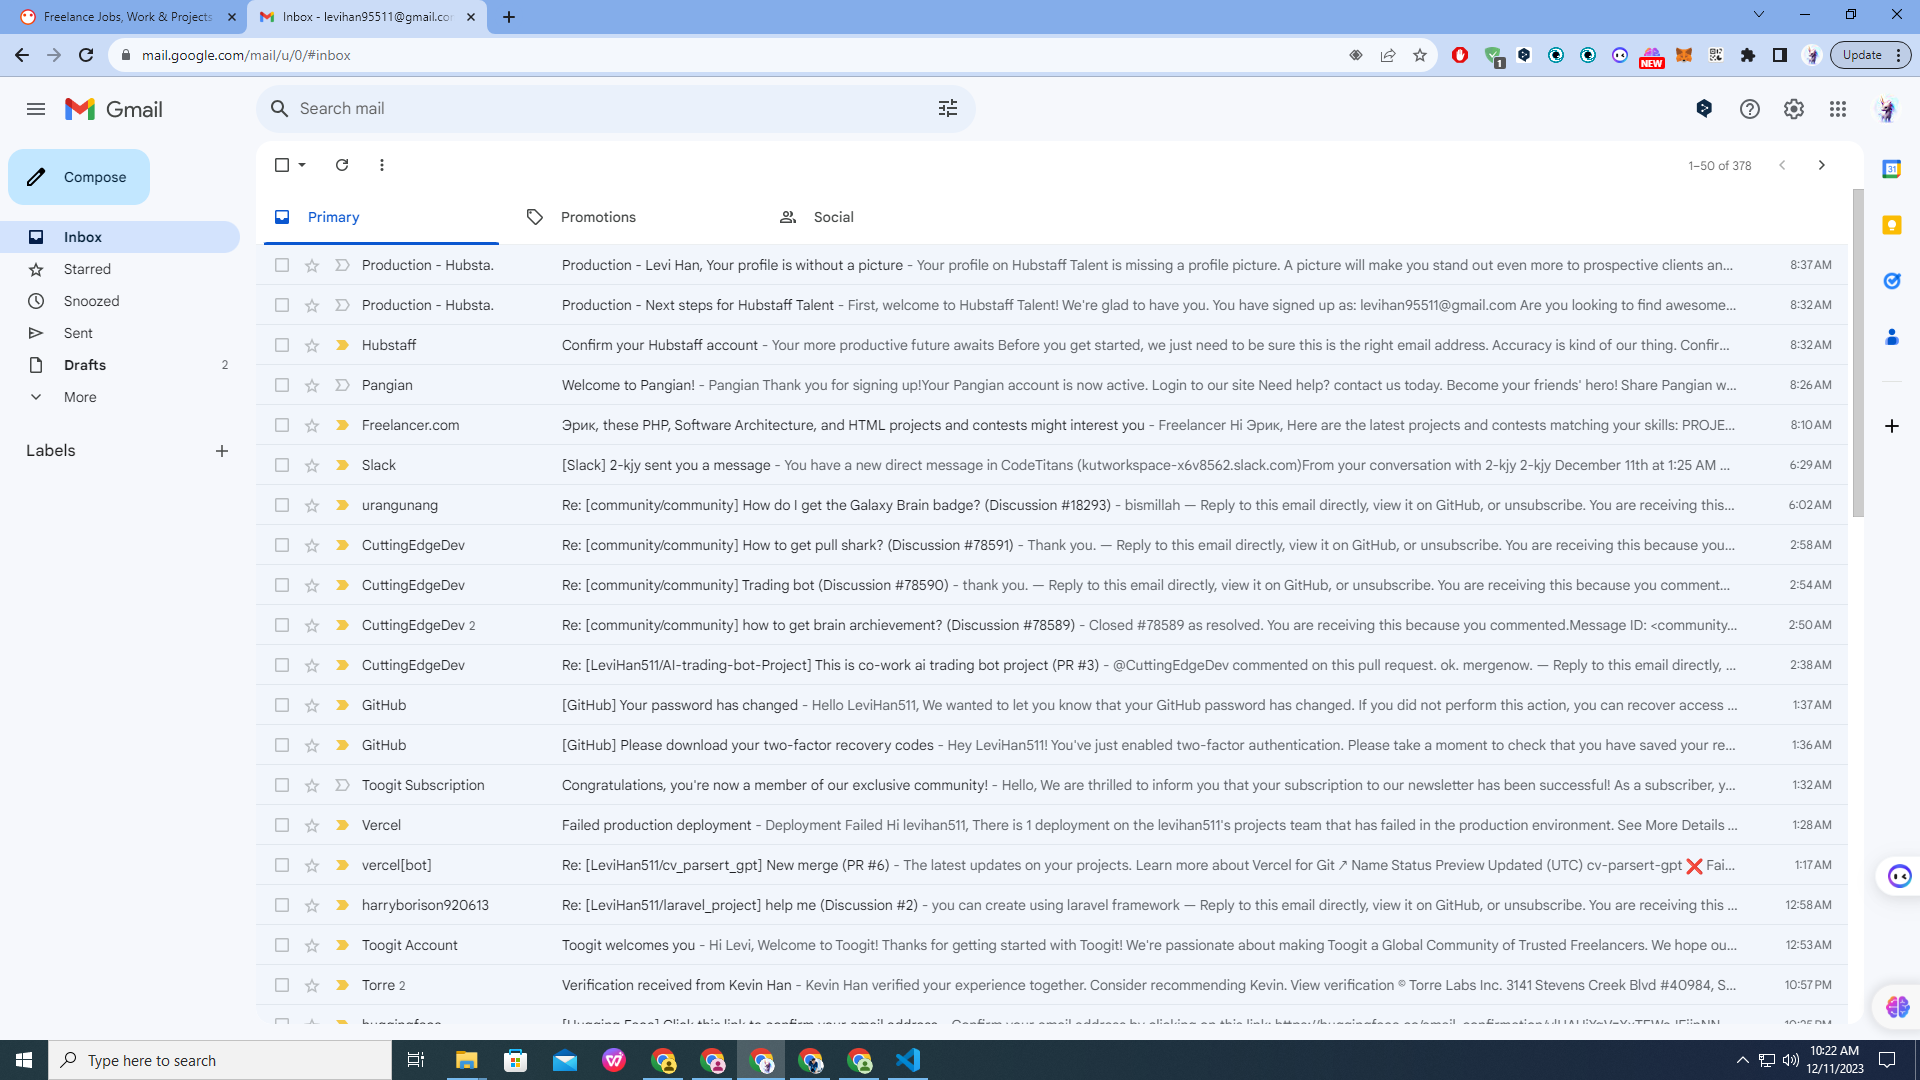 Freelance Jobs, Work & Projects
Inbox - levihan95511@gmail.co
mail.google.com/mail/u/0/#inbox
1
NEW
Update
Gmail
Search mail
Compose
1–50 of 378
31
Primary
Promotions
Social
Inbox
Starred
Snoozed
Sent
Drafts 2
More
Labels
Production - Hubsta. Production - Levi Han, Your profile is without a picture - Your profile on Hubstaff Talent is missing a profile picture. A picture will make you stand out even more to prospective clients an... 8:37 AM
Production - Hubsta. Production - Next steps for Hubstaff Talent - First, welcome to Hubstaff Talent! We're glad to have you. You have signed up as: levihan95511@gmail.com Are you looking to find awesome... 8:32 AM
Hubstaff Confirm your Hubstaff account - Your more productive future awaits Before you get started, we just need to be sure this is the right email address. Accuracy is kind of our thing. Confir... 8:32 AM
Pangian Welcome to Pangian! - Pangian Thank you for signing up!Your Pangian account is now active. Login to our site Need help? contact us today. Become your friends' hero! Share Pangian w... 8:26 AM
Freelancer.com Эрик, these PHP, Software Architecture, and HTML projects and contests might interest you - Freelancer Hi Эрик, Here are the latest projects and contests matching your skills: PROJE... 8:10 AM
Slack [Slack] 2-kjy sent you a message - You have a new direct message in CodeTitans (kutworkspace-x6v8562.slack.com)From your conversation with 2-kjy 2-kjy December 11th at 1:25 AM ... 6:29 AM
urangunang Re: [community/community] How do I get the Galaxy Brain badge? (Discussion #18293) - bismillah — Reply to this email directly, view it on GitHub, or unsubscribe. You are receiving this... 6:02 AM
CuttingEdgeDev Re: [community/community] How to get pull shark? (Discussion #78591) - Thank you. — Reply to this email directly, view it on GitHub, or unsubscribe. You are receiving this because you... 2:58 AM
CuttingEdgeDev Re: [community/community] Trading bot (Discussion #78590) - thank you. — Reply to this email directly, view it on GitHub, or unsubscribe. You are receiving this because you comment... 2:54 AM
CuttingEdgeDev 2 Re: [community/community] how to get brain archievement? (Discussion #78589) - Closed #78589 as resolved. You are receiving this because you commented.Message ID: <community... 2:50 AM
CuttingEdgeDev Re: [LeviHan511/AI-trading-bot-Project] This is co-work ai trading bot project (PR #3) - @CuttingEdgeDev commented on this pull request. ok. mergenow. — Reply to this email directly, ... 2:38 AM
GitHub [GitHub] Your password has changed - Hello LeviHan511, We wanted to let you know that your GitHub password has changed. If you did not perform this action, you can recover access ... 1:37 AM
GitHub [GitHub] Please download your two-factor recovery codes - Hey LeviHan511! You've just enabled two-factor authentication. Please take a moment to check that you have saved your re... 1:36 AM
Toogit Subscription Congratulations, you're now a member of our exclusive community! - Hello, We are thrilled to inform you that your subscription to our newsletter has been successful! As a subscriber, y... 1:32 AM
Vercel Failed production deployment - Deployment Failed Hi levihan511, There is 1 deployment on the levihan511's projects team that has failed in the production environment. See More Details ... 1:28 AM
vercel[bot] Re: [LeviHan511/cv_parsert_gpt] New merge (PR #6) - The latest updates on your projects. Learn more about Vercel for Git ↗ Name Status Preview Updated (UTC) cv-parsert-gpt ❌ Fai... 1:17 AM
harryborison920613 Re: [LeviHan511/laravel_project] help me (Discussion #2) - you can create using laravel framework — Reply to this email directly, view it on GitHub, or unsubscribe. You are receiving this ... 12:58 AM
Toogit Account Toogit welcomes you - Hi Levi, Welcome to Toogit! Thanks for getting started with Toogit! We're passionate about making Toogit a Global Community of Trusted Freelancers. We hope ou... 12:53 AM
Torre 2 Verification received from Kevin Han - Kevin Han verified your experience together. Consider recommending Kevin. View verification © Torre Labs Inc. 3141 Stevens Creek Blvd #40984, S... 10:57 PM
huggingface [Hugging Face] Click this link to confirm your email address - Confirm your email address by clicking on this link: 10:25 PM
Type here to search
10:22 AM
12/11/2023